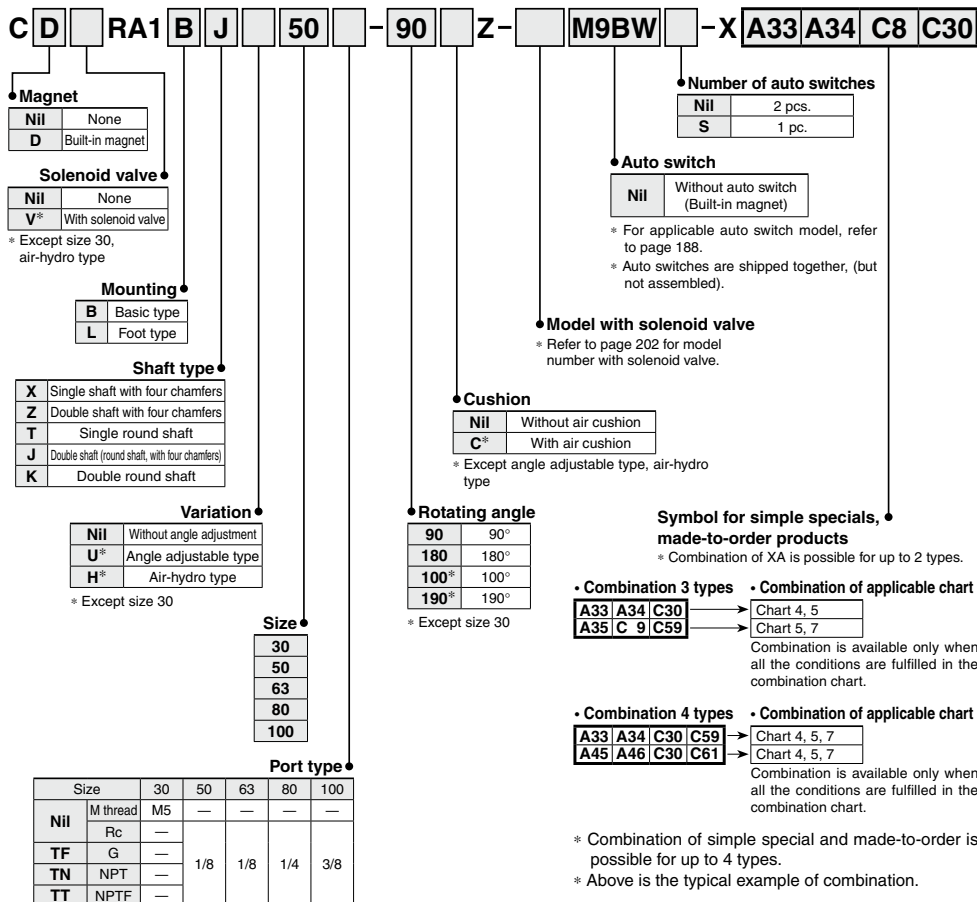 C D RA1 B J 50 - 90 Z - M9BW - X A33 A34 C8 C30
Magnet
Nil None
D Built-in magnet
Solenoid valve
Nil None
V* With solenoid valve
* Except size 30,
air-hydro type
Mounting
B Basic type
L Foot type
Shaft type
X Single shaft with four chamfers
Z Double shaft with four chamfers
T Single round shaft
J Double shaft (round shaft, with four chamfers)
K Double round shaft
Variation
Nil Without angle adjustment
U* Angle adjustable type
H* Air-hydro type
* Except size 30
Size
30
50
63
80
100
Port type
Size 30 50 63 80 100
Nil M thread M5 — — — —
Rc — 1/8 1/8 1/4 3/8
TF G —
TN NPT —
TT NPTF —
Rotating angle
90 90°
180 180°
100* 100°
190* 190°
* Except size 30
Cushion
Nil Without air cushion
C* With air cushion
* Except angle adjustable type, air-hydro
type
Model with solenoid valve
* Refer to page 202 for model
number with solenoid valve.
Auto switch
Nil Without auto switch
(Built-in magnet)
* For applicable auto switch model, refer
to page 188.
* Auto switches are shipped together, (but
not assembled).
Number of auto switches
Nil 2 pcs.
S 1 pc.
Symbol for simple specials,
made-to-order products
* Combination of XA is possible for up to 2 types.
• Combination 3 types • Combination of applicable chart
A33 A34 C30 Chart 4, 5
A35 C 9 C59 Chart 5, 7
Combination is available only when
all the conditions are fulfilled in the
combination chart.
• Combination 4 types • Combination of applicable chart
A33 A34 C30 C59 Chart 4, 5, 7
A45 A46 C30 C61 Chart 4, 5, 7
Combination is available only when
all the conditions are fulfilled in the
combination chart.
* Combination of simple special and made-to-order is
possible for up to 4 types.
* Above is the typical example of combination.